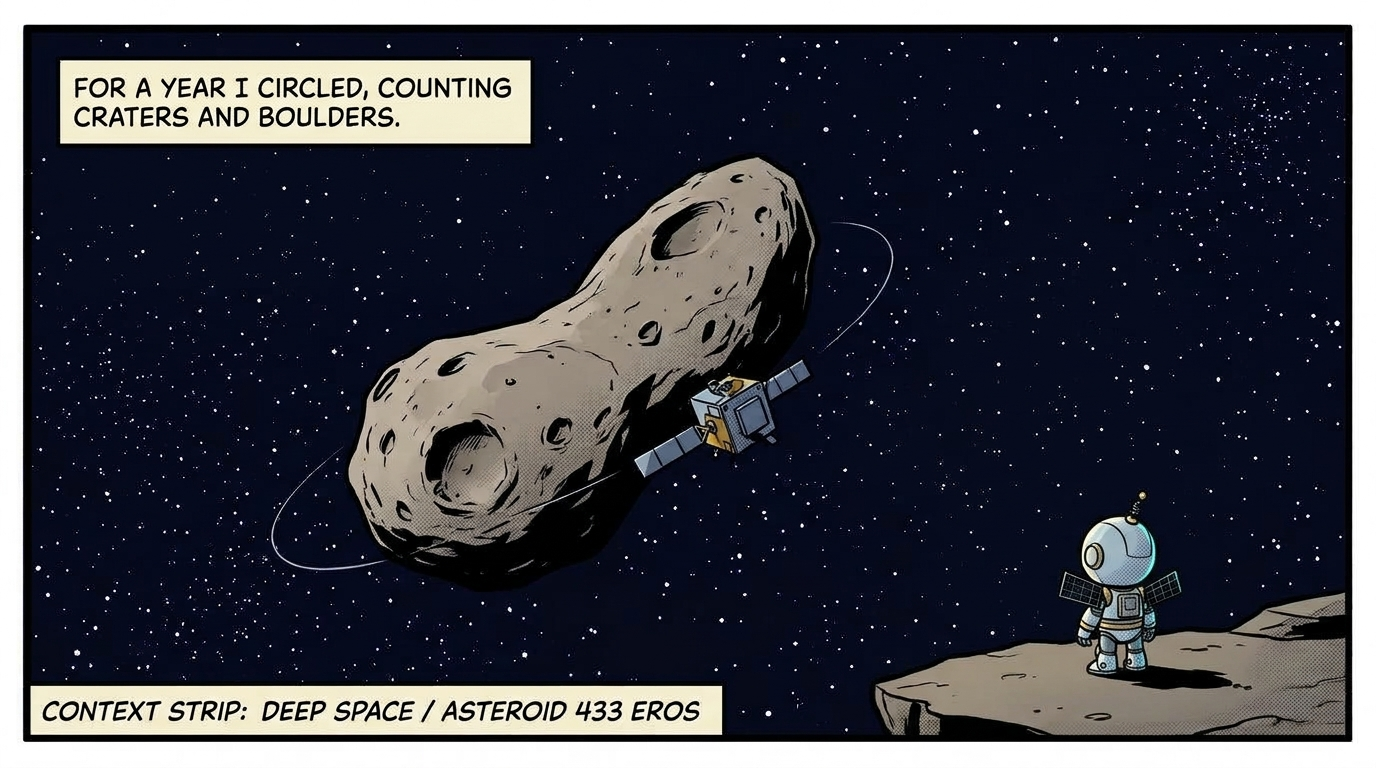 FOR A YEAR I CIRCLED, COUNTING
CRATERS AND BOULDERS.
CONTEXT STRIP: DEEP SPACE / ASTEROID 433 EROS